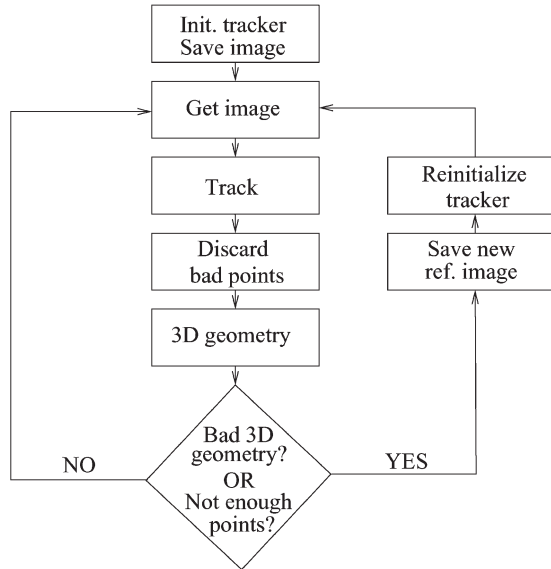 Init. tracker
Save image
Get image
Track
Discard
bad points
3D geometry
Bad 3D
geometry?
OR
Not enough
points?
NO
YES
Save new
ref. image
Reinitialize
tracker